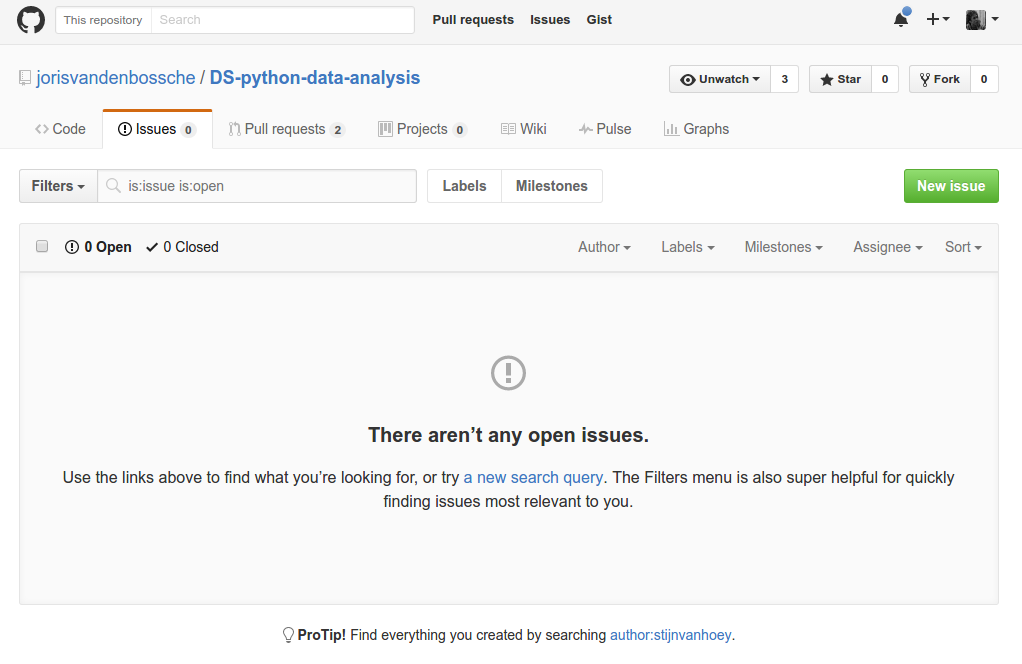 This repository Search Pull requests Issues Gist
jorisvandenbossche / DS-python-data-analysis Unwatch 3 Star 0 Fork 0
Code Issues 0 Pull requests 2 Projects 0 Wiki Pulse Graphs
Filters is:issue is:open Labels Milestones New issue
0 Open 0 Closed Author Labels Milestones Assignee Sort
There aren’t any open issues.
Use the links above to find what you’re looking for, or try a new search query. The Filters menu is also super helpful for quickly
finding issues most relevant to you.
ProTip! Find everything you created by searching author:stijnvanhoey.